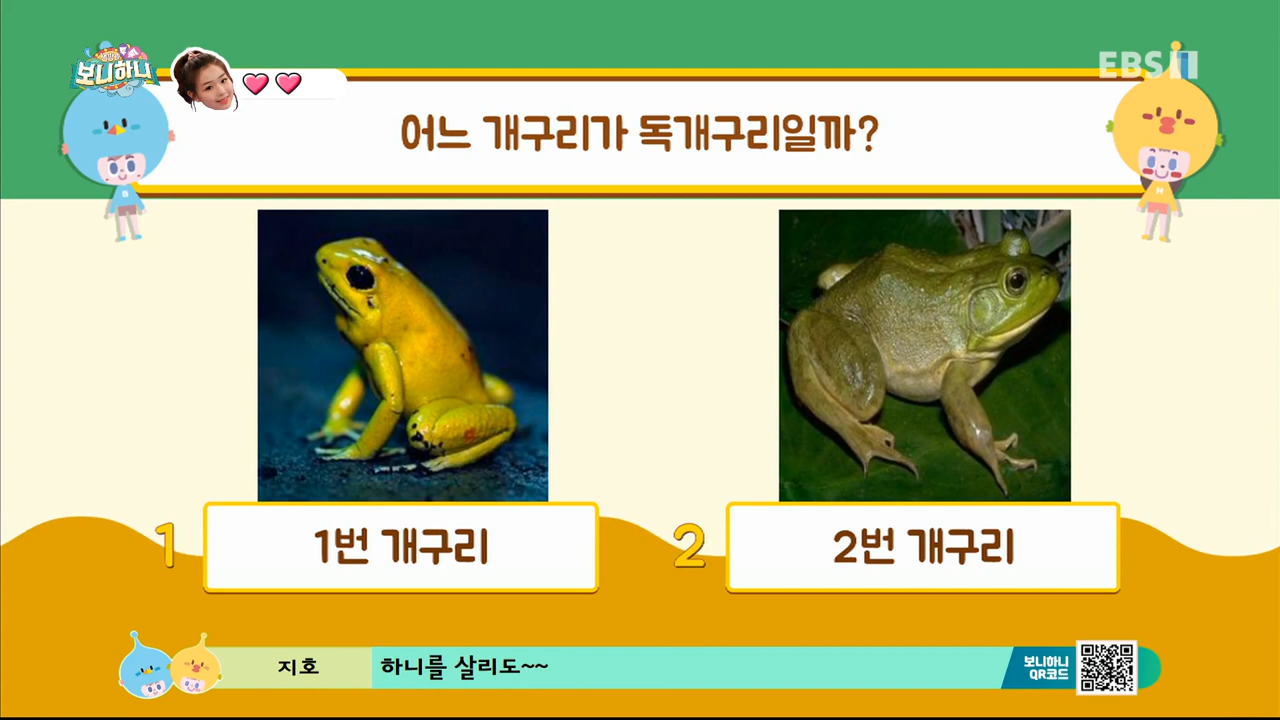 보니하니
EBS 1
어느 개구리가 독개구리일까?
1
1번 개구리
2
2번 개구리
지호
하니를 살리도~~
보니하니
QR코드